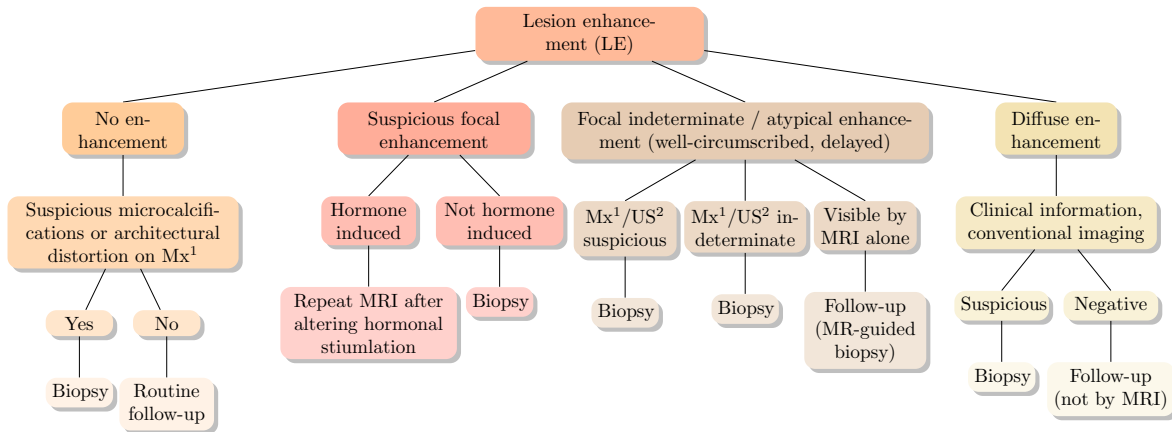 Lesion enhance-
ment (LE)
No en-
hancement
Suspicious focal
enhancement
Focal indeterminate / atypical enhance-
ment (well-circumscribed, delayed)
Diffuse en-
hancement
Suspicious microcalcifi-
cations or architectural
distortion on Mx¹
Hormone
induced
Not hormone
induced
Mx¹/US²
suspicious
Mx¹/US² in-
determinate
Visible by
MRI alone
Clinical information,
conventional imaging
Yes
No
Repeat MRI after
altering hormonal
stiumlation
Biopsy
Biopsy
Biopsy
Follow-up
(MR-guided
biopsy)
Suspicious
Negative
Biopsy
Routine
follow-up
Biopsy
Follow-up
(not by MRI)